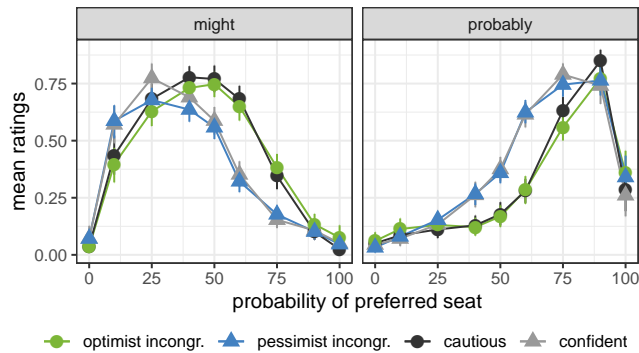 might probably
mean ratings
0.75
0.50
0.25
0.00
0 25 50 75 100 0 25 50 75 100
probability of preferred seat
optimist incongr. pessimist incongr. cautious confident